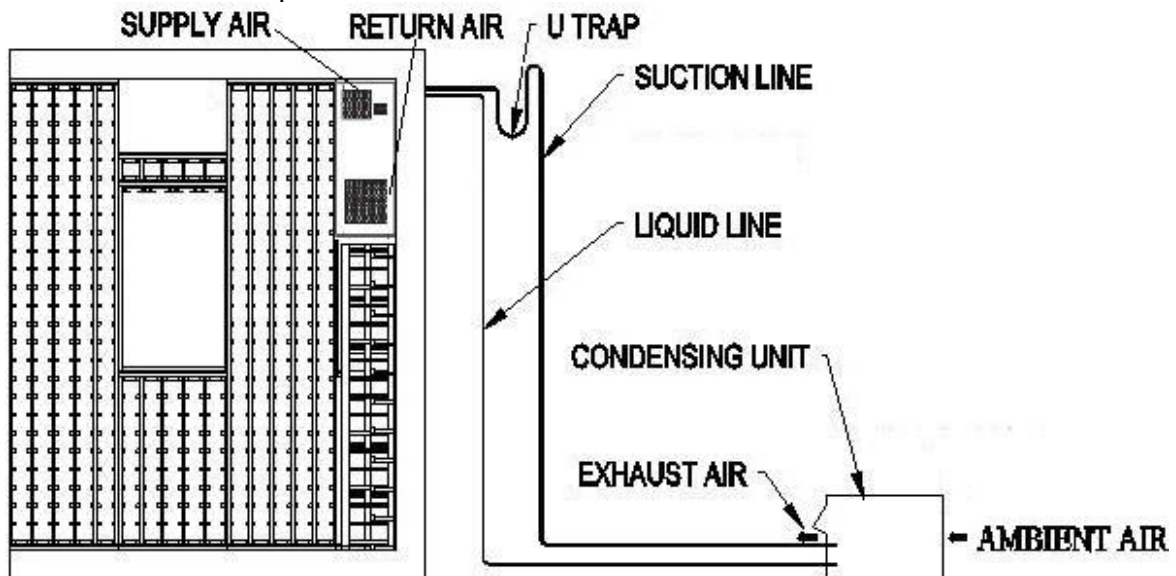 SUPPLY AIR
RETURN AIR
U TRAP
SUCTION LINE
LIQUID LINE
CONDENSING UNIT
EXHAUST AIR
AMBIENT AIR